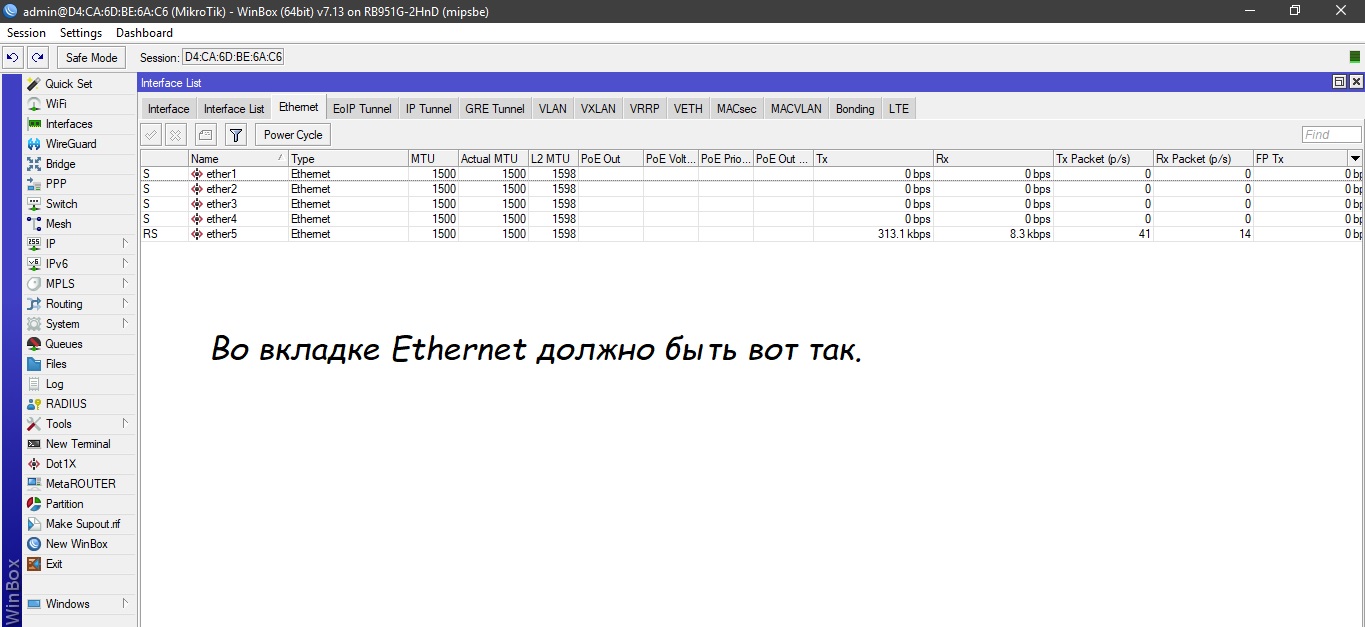 admin@D4:CA:6D:BE:6A:C6 (MikroTik) - WinBox (64bit) v7.13 on RB951G-2HnD (mipsbe)
Session Settings Dashboard
Safe Mode Session: D4:CA:6D:BE:6A:C6
Quick Set
WiFi
Interfaces
WireGuard
Bridge
PPP
Switch
Mesh
IP
IPv6
MPLS
Routing
System
Queues
Files
Log
RADIUS
Tools
New Terminal
Dot1X
MetaROUTER
Partition
Make Supout.rif
New WinBox
Exit
Windows
WinBox
Interface List
Interface Interface List Ethernet EoIP Tunnel IP Tunnel GRE Tunnel VLAN VXLAN VRRP VETH MACsec MACVLAN Bonding LTE
Power Cycle Find
Name Type MTU Actual MTU L2 MTU PoE Out PoE Volt... PoE Prio... PoE Out ... Tx Rx Tx Packet (p/s) Rx Packet (p/s) FP Tx
S ether1 Ethernet 1500 1500 1598 0 bps 0 bps 0 0 0 bp
S ether2 Ethernet 1500 1500 1598 0 bps 0 bps 0 0 0 bp
S ether3 Ethernet 1500 1500 1598 0 bps 0 bps 0 0 0 bp
S ether4 Ethernet 1500 1500 1598 0 bps 0 bps 0 0 0 bp
RS ether5 Ethernet 1500 1500 1598 313.1 kbps 8.3 kbps 41 14 0 bp
Во вкладке Ethernet должно быть вот так.